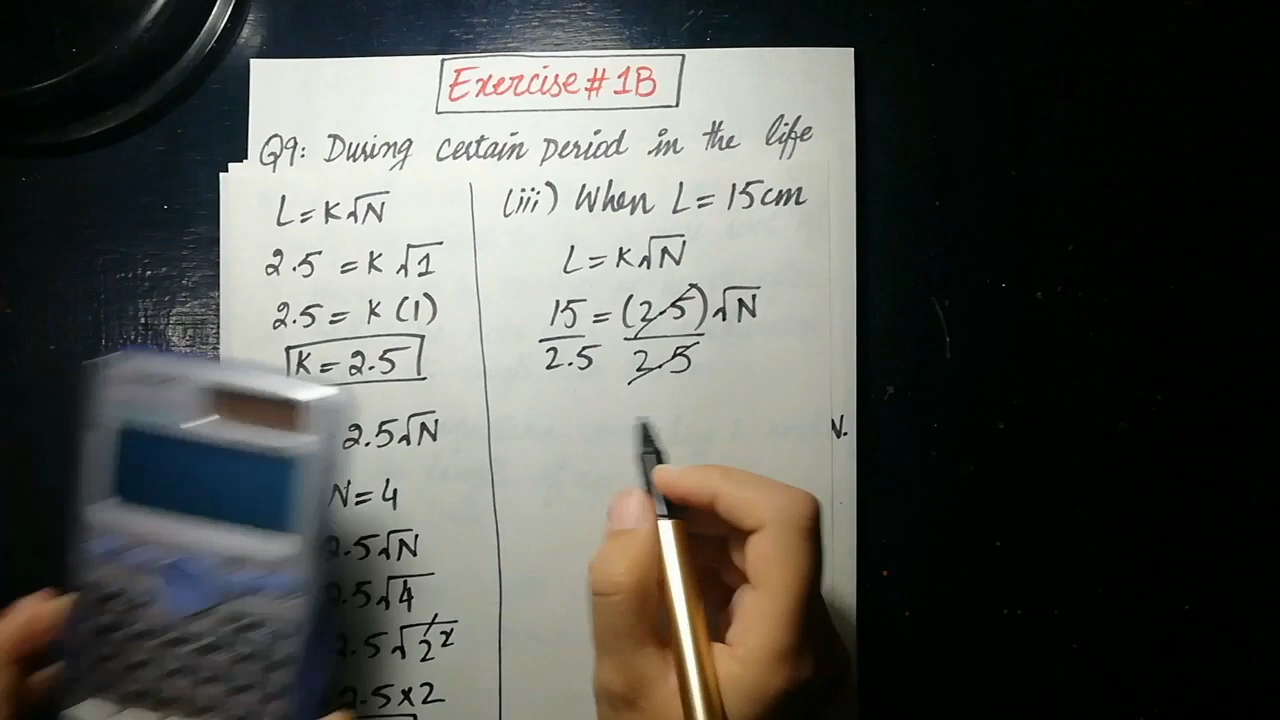 Exercise # 1B
Q9: During certain period in the life
L = K√N
2.5 = K √1
2.5 = K (1)
K = 2.5
2.5√N
N = 4
2.5√N
2.5√4
2.5√2²
2.5×2
(iii) When L = 15cm
L = K√N
15 = (2.5)√N
2.5 2.5